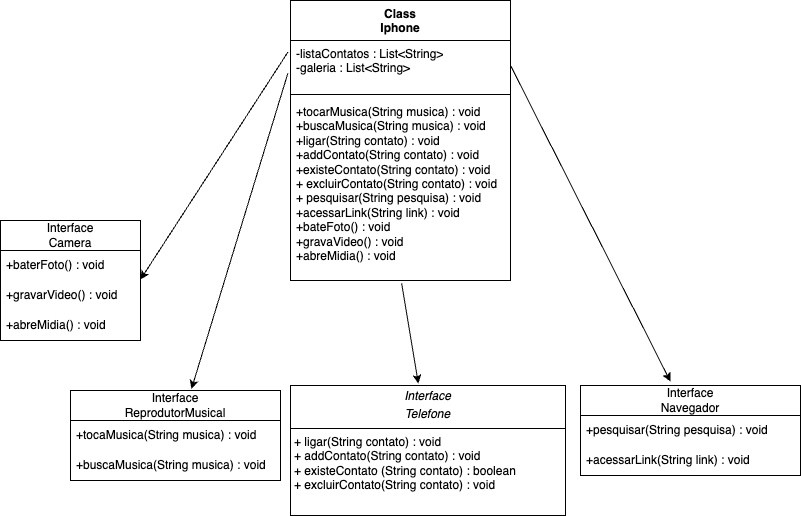 Class
Iphone
-listaContatos : List<String>
-galeria : List<String>
+tocarMusica(String musica) : void
+buscaMusica(String musica) : void
+ligar(String contato) : void
+addContato(String contato) : void
+existeContato(String contato) : void
+ excluirContato(String contato) : void
+ pesquisar(String pesquisa) : void
+acessarLink(String link) : void
+bateFoto() : void
+gravaVideo() : void
+abreMidia() : void
Interface
Camera
+baterFoto() : void
+gravarVideo() : void
+abreMidia() : void
Interface
ReprodutorMusical
+tocaMusica(String musica) : void
+buscaMusica(String musica) : void
Interface
Telefone
+ ligar(String contato) : void
+ addContato(String contato) : void
+ existeContato (String contato) : boolean
+ excluirContato(String contato) : void
Interface
Navegador
+pesquisar(String pesquisa) : void
+acessarLink(String link) : void